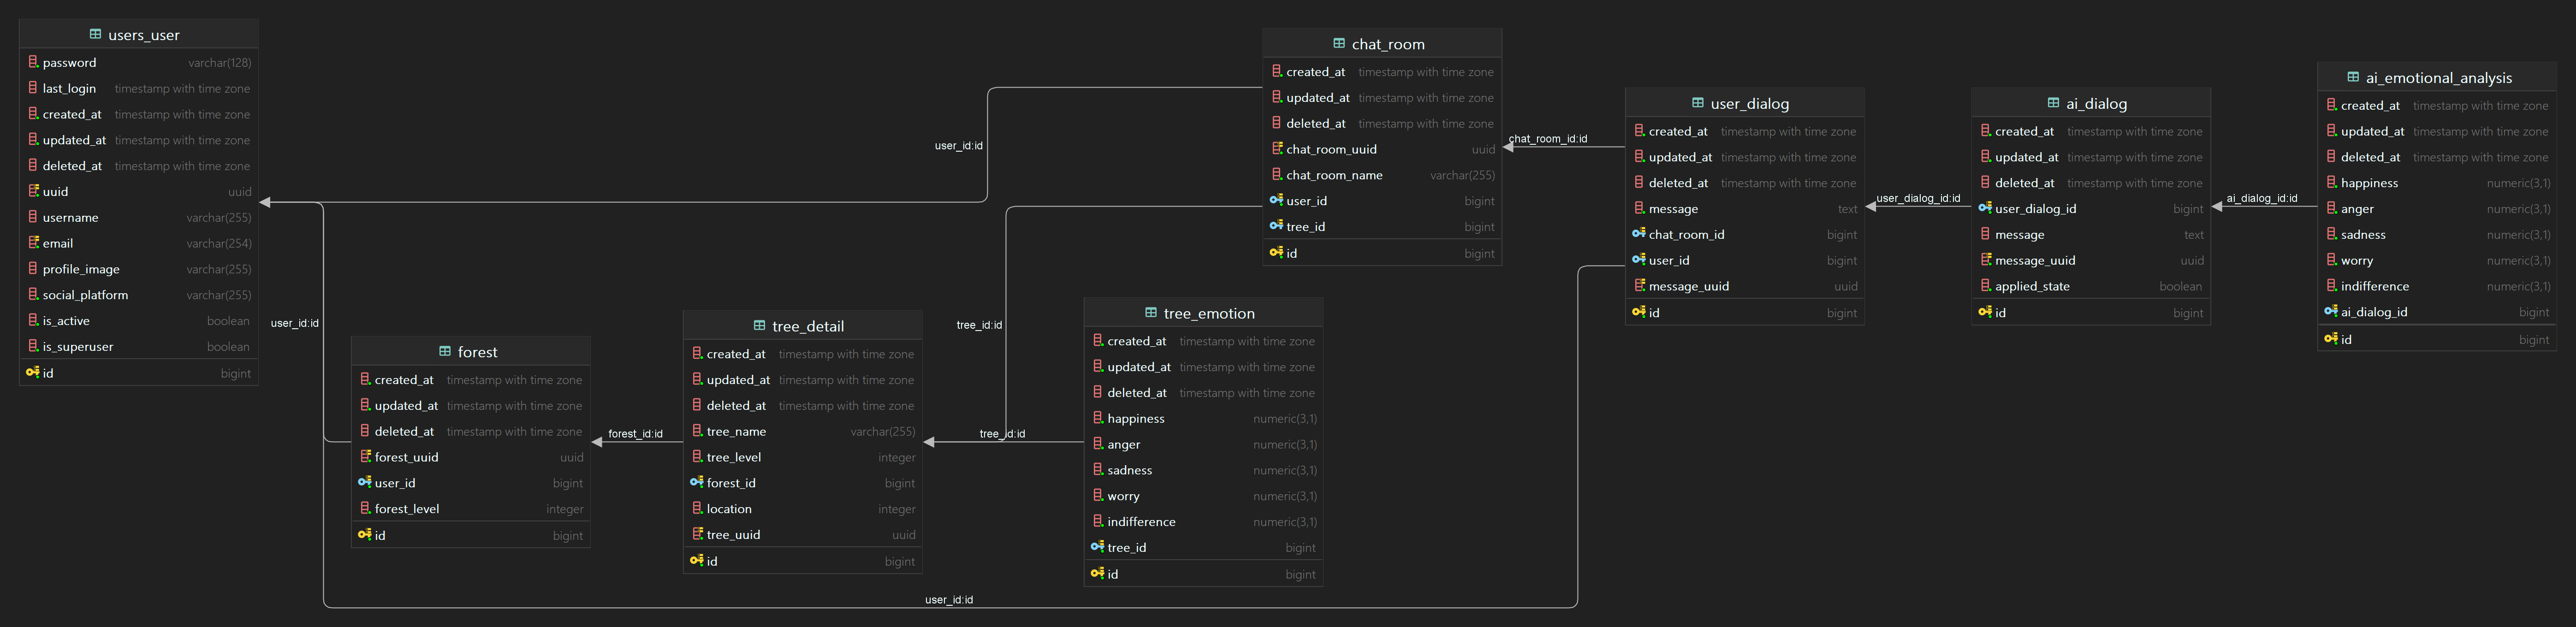 users_user
password varchar(128)
last_login timestamp with time zone
created_at timestamp with time zone
updated_at timestamp with time zone
deleted_at timestamp with time zone
uuid uuid
username varchar(255)
email varchar(254)
profile_image varchar(255)
social_platform varchar(255)
is_active boolean
is_superuser boolean
id bigint
user_id:id
forest
created_at timestamp with time zone
updated_at timestamp with time zone
deleted_at timestamp with time zone
forest_uuid uuid
user_id bigint
forest_level integer
id bigint
forest_id:id
tree_detail
created_at timestamp with time zone
updated_at timestamp with time zone
deleted_at timestamp with time zone
tree_name varchar(255)
tree_level integer
forest_id bigint
location integer
tree_uuid uuid
id bigint
user_id:id
tree_id:id
tree_id:id
user_id:id
tree_emotion
created_at timestamp with time zone
updated_at timestamp with time zone
deleted_at timestamp with time zone
happiness numeric(3,1)
anger numeric(3,1)
sadness numeric(3,1)
worry numeric(3,1)
indifference numeric(3,1)
tree_id bigint
id bigint
chat_room
created_at timestamp with time zone
updated_at timestamp with time zone
deleted_at timestamp with time zone
chat_room_uuid uuid
chat_room_name varchar(255)
user_id bigint
tree_id bigint
id bigint
chat_room_id:id
user_dialog
created_at timestamp with time zone
updated_at timestamp with time zone
deleted_at timestamp with time zone
message text
chat_room_id bigint
user_id bigint
message_uuid uuid
id bigint
user_dialog_id:id
ai_dialog
created_at timestamp with time zone
updated_at timestamp with time zone
deleted_at timestamp with time zone
user_dialog_id bigint
message text
message_uuid uuid
applied_state boolean
id bigint
ai_dialog_id:id
ai_emotional_analysis
created_at timestamp with time zone
updated_at timestamp with time zone
deleted_at timestamp with time zone
happiness numeric(3,1)
anger numeric(3,1)
sadness numeric(3,1)
worry numeric(3,1)
indifference numeric(3,1)
ai_dialog_id bigint
id bigint